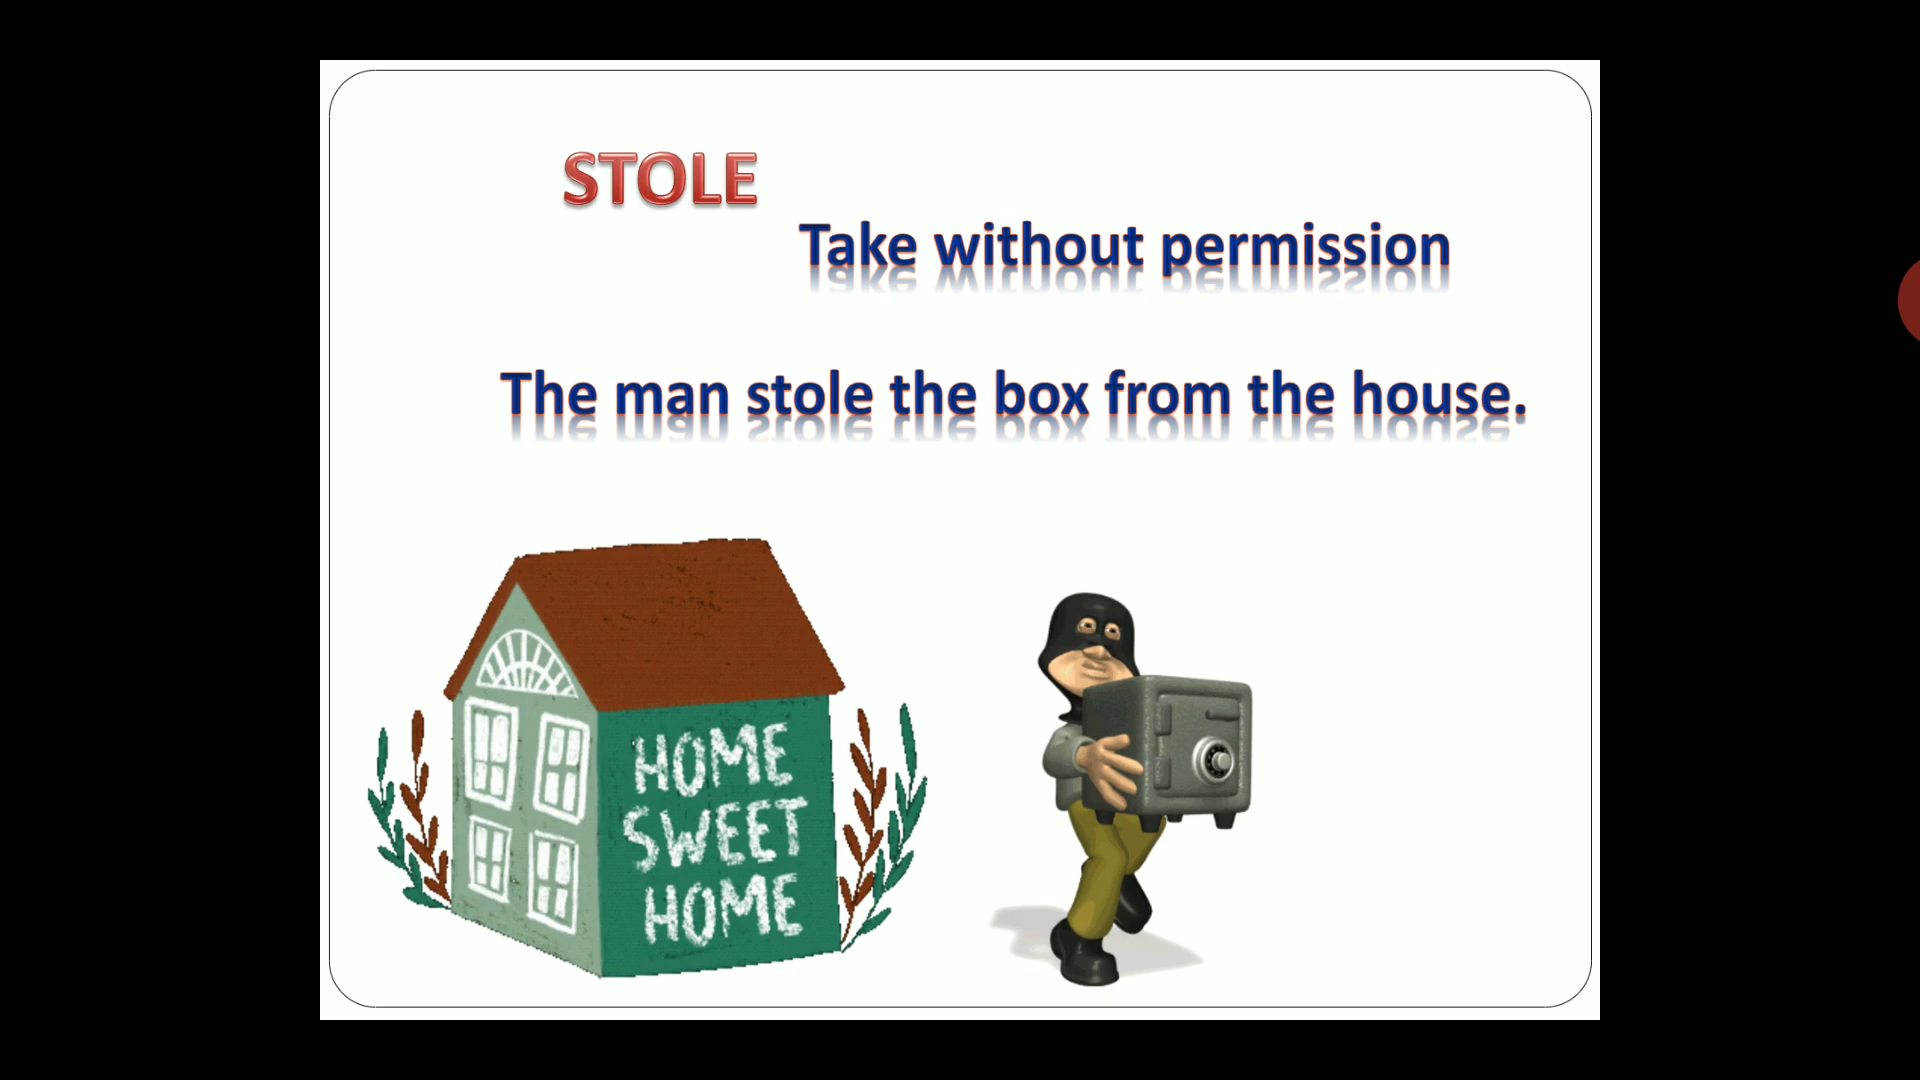 STOLE
Take without permission
The man stole the box from the house.
HOME
SWEET
HOME